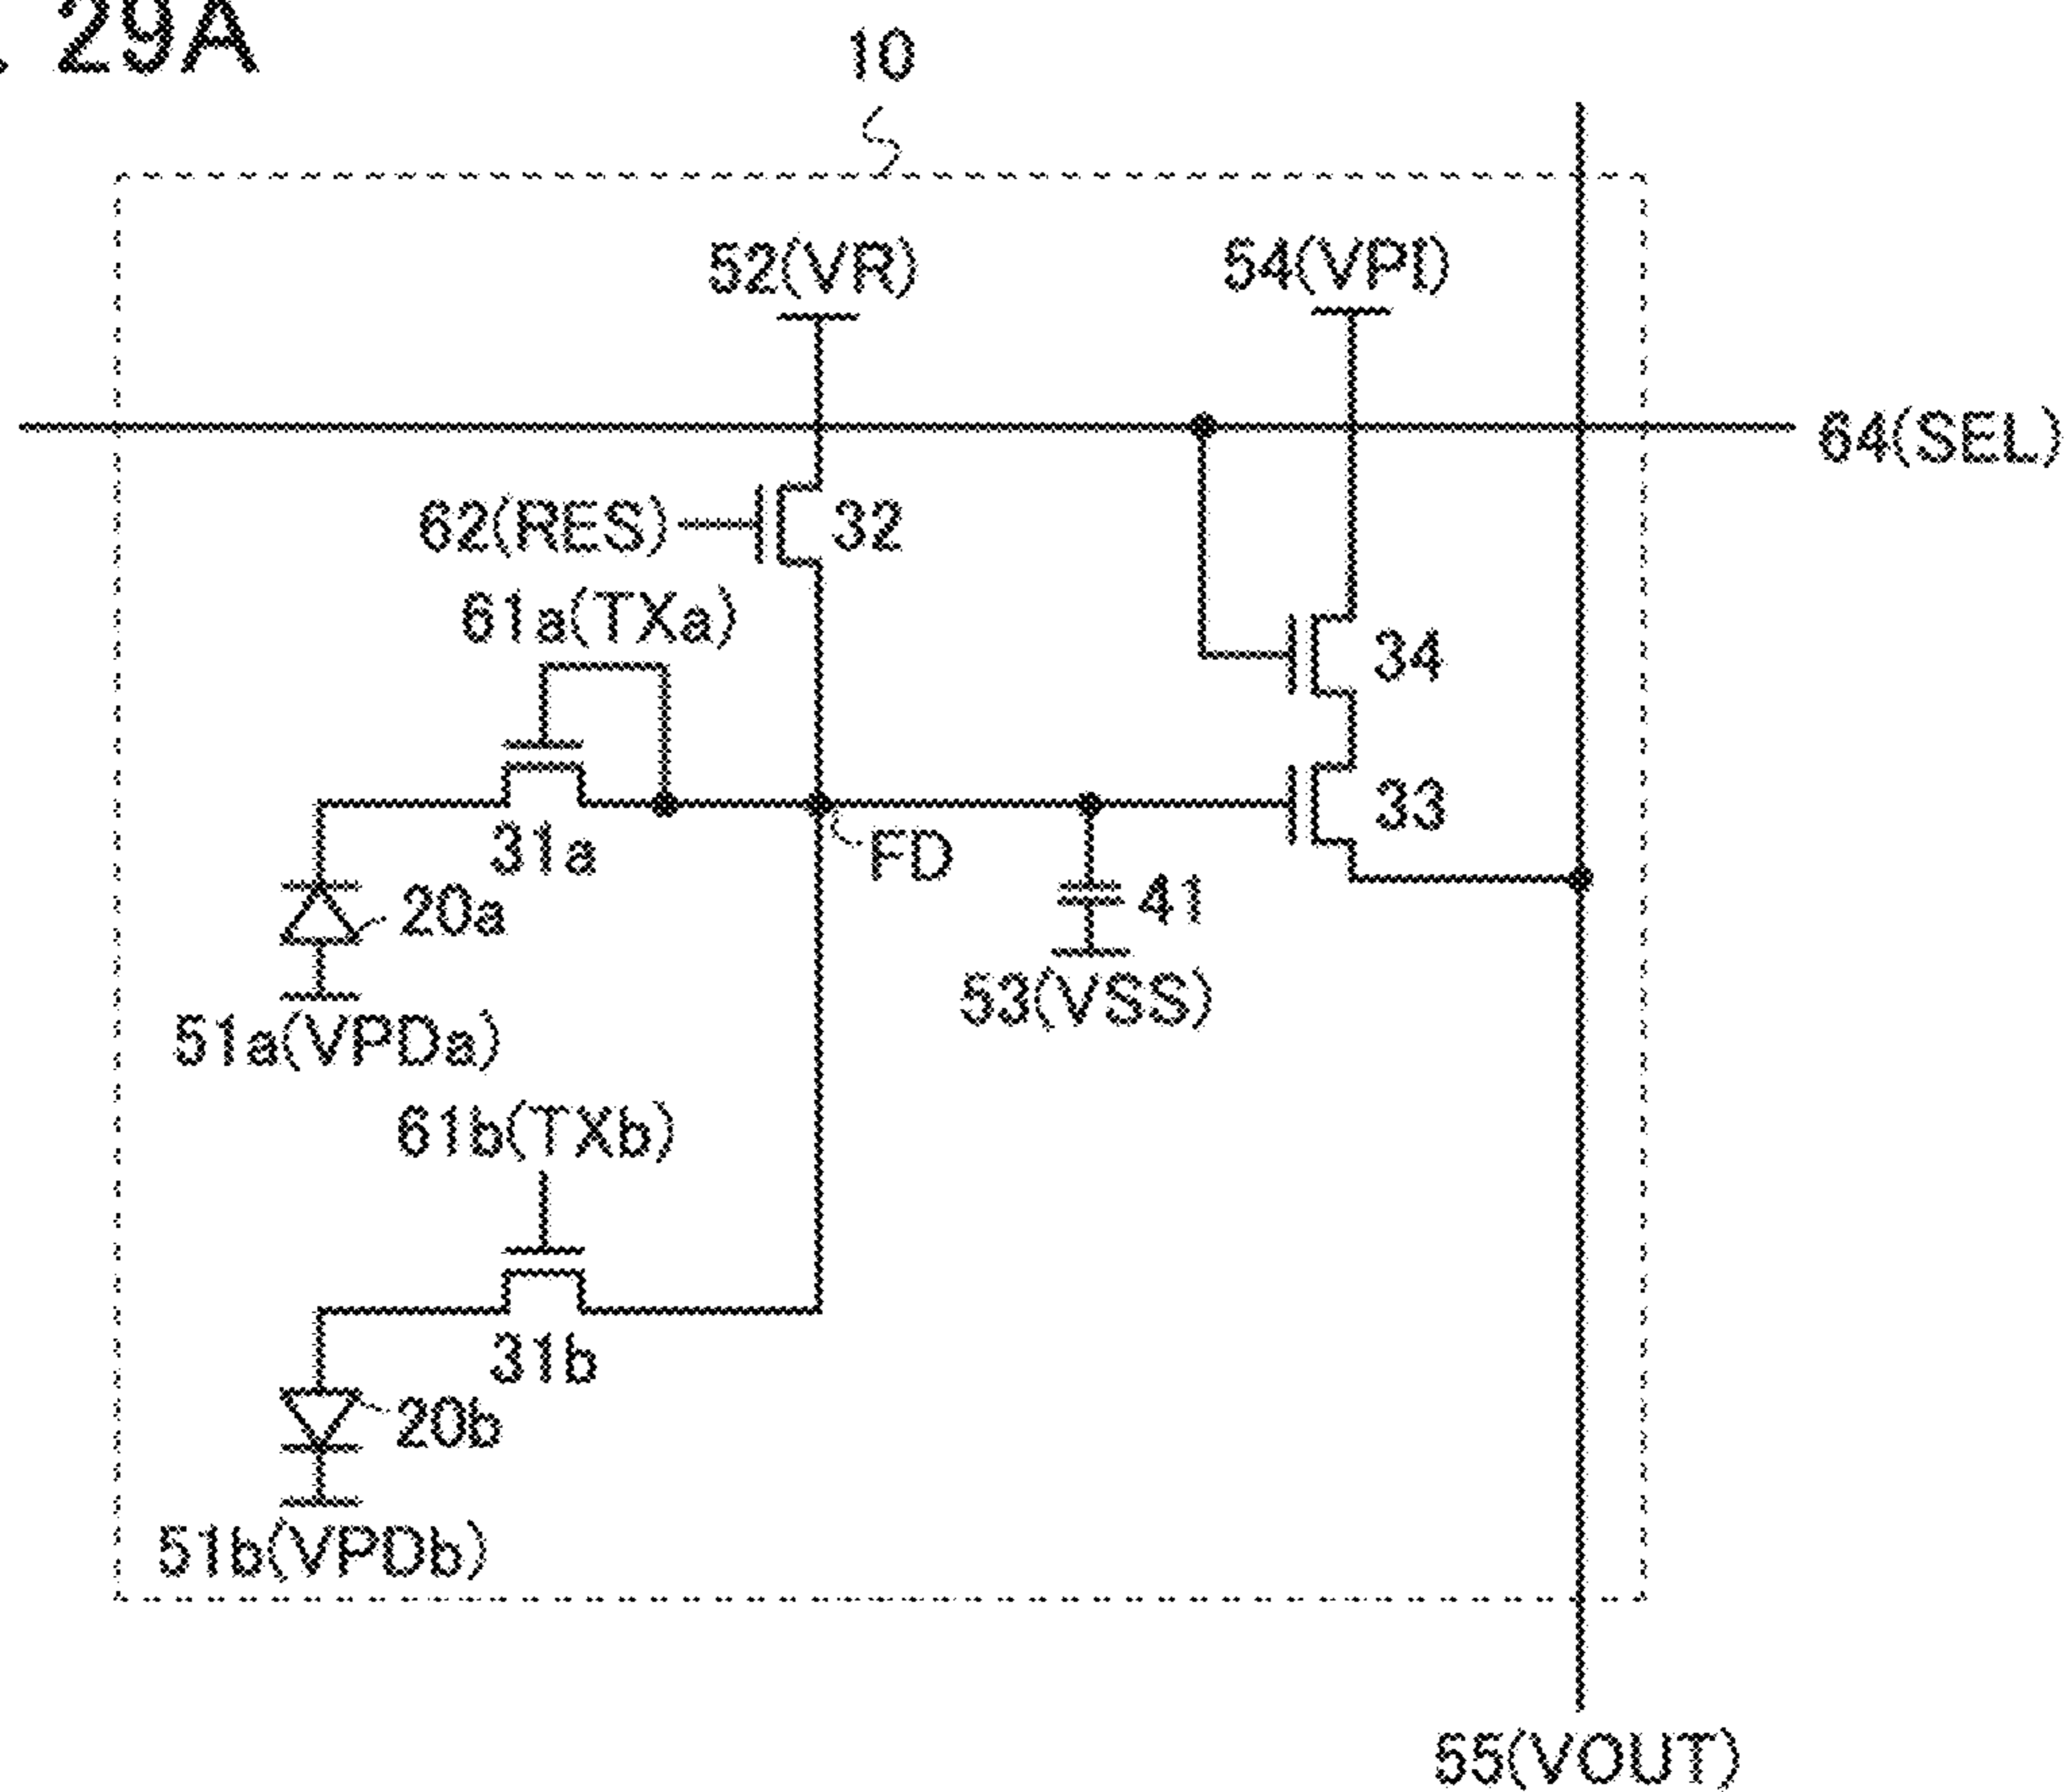 . 29A
10
52(VR)
54(VPI)
64(SEL)
62(RES)
32
61a(TXa)
34
33
31a
FD
20a
41
53(VSS)
51a(VPDa)
61b(TXb)
31b
20b
51b(VPDb)
55(VOUT)